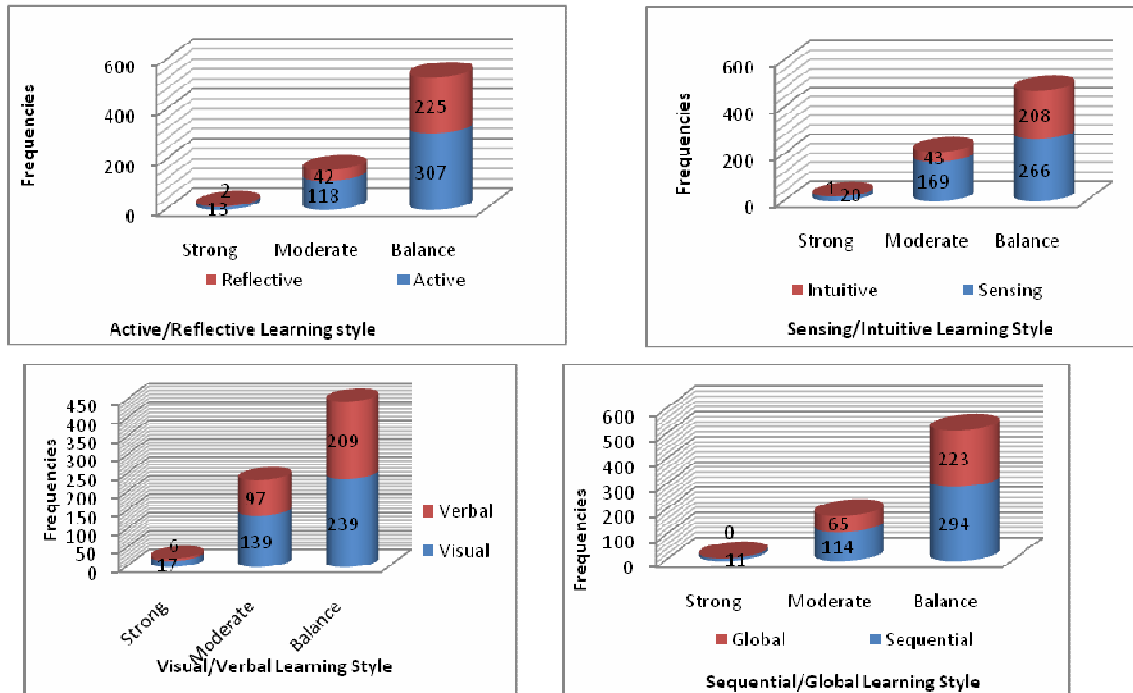 Frequencies
600
400
200
0
225
307
42
118
2
13
Strong Moderate Balance
Reflective Active
Active/Reflective Learning style
Frequencies
600
400
200
0
208
266
43
169
1
20
Strong Moderate Balance
Intuitive Sensing
Sensing/Intuitive Learning Style
Frequencies
450
400
350
300
250
200
150
100
50
0
209
239
97
139
6
17
Verbal
Visual
Strong Moderate Balance
Visual/Verbal Learning Style
Frequencies
600
500
400
300
200
100
0
223
294
65
114
0
11
Strong Moderate Balance
Global Sequential
Sequential/Global Learning Style